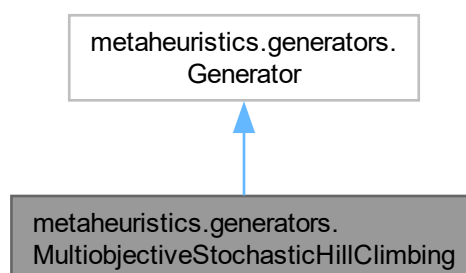 metaheuristics.generators.
Generator
metaheuristics.generators.
MultiobjectiveStochasticHillClimbing